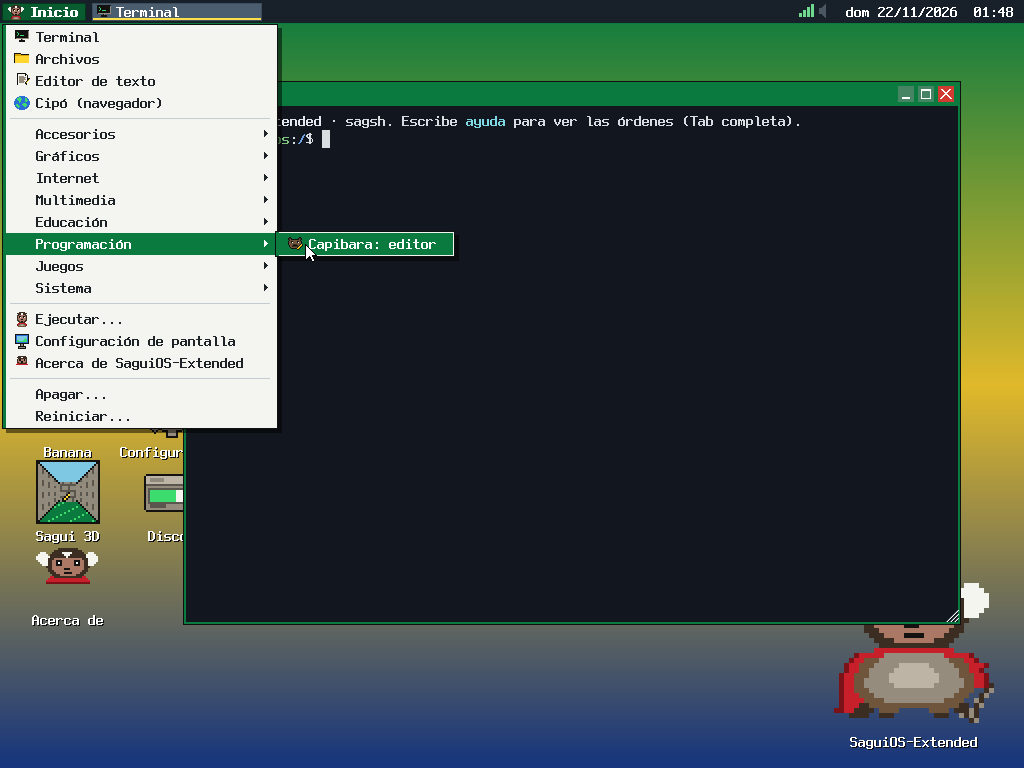 Inicio
Terminal
dom 22/11/2026 01:48
Terminal
Archivos
Editor de texto
Cipó (navegador)
Accesorios
Gráficos
Internet
Multimedia
Educación
Programación
Juegos
Sistema
Ejecutar...
Configuración de pantalla
Acerca de SaguiOS-Extended
Apagar...
Reiniciar...
Capibara: editor
tended · sagsh. Escribe ayuda para ver las órdenes (Tab completa).
os:/$
Banana
Configur
Sagui 3D
Disco
Acerca de
SaguiOS-Extended